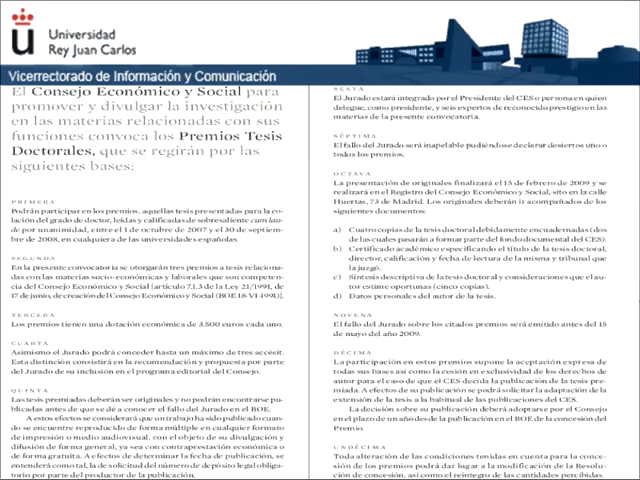 Universidad
Rey Juan Carlos
Vicerrectorado de Información y Comunicación
El Consejo Económico y Social para
promover y divulgar la investigación
en las materias relacionadas con sus
funciones convoca los Premios Tesis
Doctorales, que se regirán por las
siguientes bases:
PRIMERA
Podrán participar en los premios, aquellas tesis presentadas para la co-
lación del grado de doctor, leídas y calificadas de sobresaliente cum lau-
de por unanimidad, entre el 1 de octubre de 2007 y el 30 de septiem-
bre de 2008, en cualquiera de las universidades españolas.
SEGUNDA
En la presente convocatoria se otorgarán tres premios a tesis relaciona-
das con las materias socio-económicas y laborales que son competen-
cia del Consejo Económico y Social [artículo 7.1.3 de la Ley 21/1991, de
17 de junio, de creación del Consejo Económico y Social (BOE 18-VI-1991)].
TERCERA
Los premios tienen una dotación económica de 3.500 euros cada uno.
CUARTA
Asimismo el Jurado podrá conceder hasta un máximo de tres accésit.
Esta distinción consistirá en la recomendación y propuesta por parte
del Jurado de su inclusión en el programa editorial del Consejo.
QUINTA
Las tesis premiadas deberán ser originales y no podrán encontrarse pu-
blicadas antes de que se dé a conocer el fallo del Jurado en el BOE.
A estos efectos se considerará que un trabajo ha sido publicado cuan-
do se encuentre reproducido de forma múltiple en cualquier formato
de impresión o medio audiovisual, con el objeto de su divulgación y
difusión de forma general, ya sea con contraprestación económica o
de forma gratuita. A efectos de determinar la fecha de publicación, se
entenderá como tal, la de solicitud del número de depósito legal obliga-
torio por parte del productor de la publicación.
SEXTA
El Jurado estará integrado por el Presidente del CES o persona en quien
delegue, como presidente, y seis expertos de reconocido prestigio en las
materias de la presente convocatoria.
SÉPTIMA
El fallo del Jurado será inapelable pudiéndose declarar desiertos uno o
todos los premios.
OCTAVA
La presentación de originales finalizará el 15 de febrero de 2009 y se
realizará en el Registro del Consejo Económico y Social, sito en la calle
Huertas, 73 de Madrid. Los originales deberán ir acompañados de los
siguientes documentos:
a) Cuatro copias de la tesis doctoral debidamente encuadernadas (dos
de las cuales pasarán a formar parte del fondo documental del CES).
b) Certificado académico especificando el título de la tesis doctoral,
director, calificación y fecha de lectura de la misma y tribunal que
la juzgó.
c) Síntesis descriptiva de la tesis doctoral y consideraciones que el au-
tor estime oportunas (cinco copias).
d) Datos personales del autor de la tesis.
NOVENA
El fallo del Jurado sobre los citados premios será emitido antes del 15
de mayo del año 2009.
DÉCIMA
La participación en estos premios supone la aceptación expresa de
todas sus bases así como la cesión en exclusividad de los derechos de
autor para el caso de que el CES decida la publicación de la tesis pre-
miada. A efectos de su publicación se podrá solicitar la adaptación de la
extensión de la tesis a la habitual de las publicaciones del CES.
La decisión sobre su publicación deberá adoptarse por el Consejo
en el plazo de un año desde la publicación en el BOE de la concesión del
Premio.
UNDÉCIMA
Toda alteración de las condiciones tenidas en cuenta para la conce-
sión de los premios podrá dar lugar a la modificación de la Resolu-
ción de concesión, así como el reintegro de las cantidades percibidas.